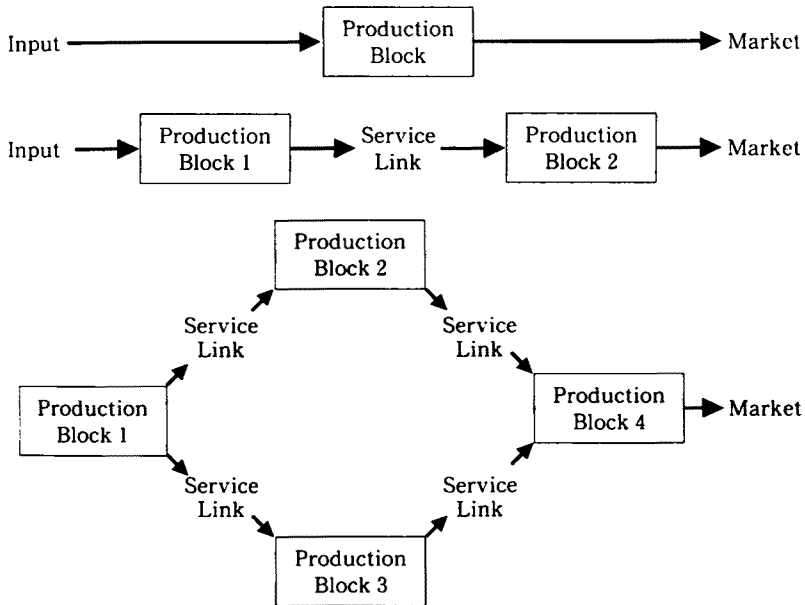 Input
Production
Block
Market
Input
Production
Block 1
Service
Link
Production
Block 2
Market
Production
Block 2
Service
Link
Service
Link
Production
Block 1
Production
Block 4
Market
Service
Link
Service
Link
Production
Block 3